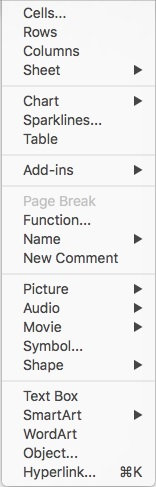 Cells...
Rows
Columns
Sheet
Chart
Sparklines...
Table
Add-ins
Page Break
Function...
Name
New Comment
Picture
Audio
Movie
Symbol...
Shape
Text Box
SmartArt
WordArt
Object...
Hyperlink... ⌘K